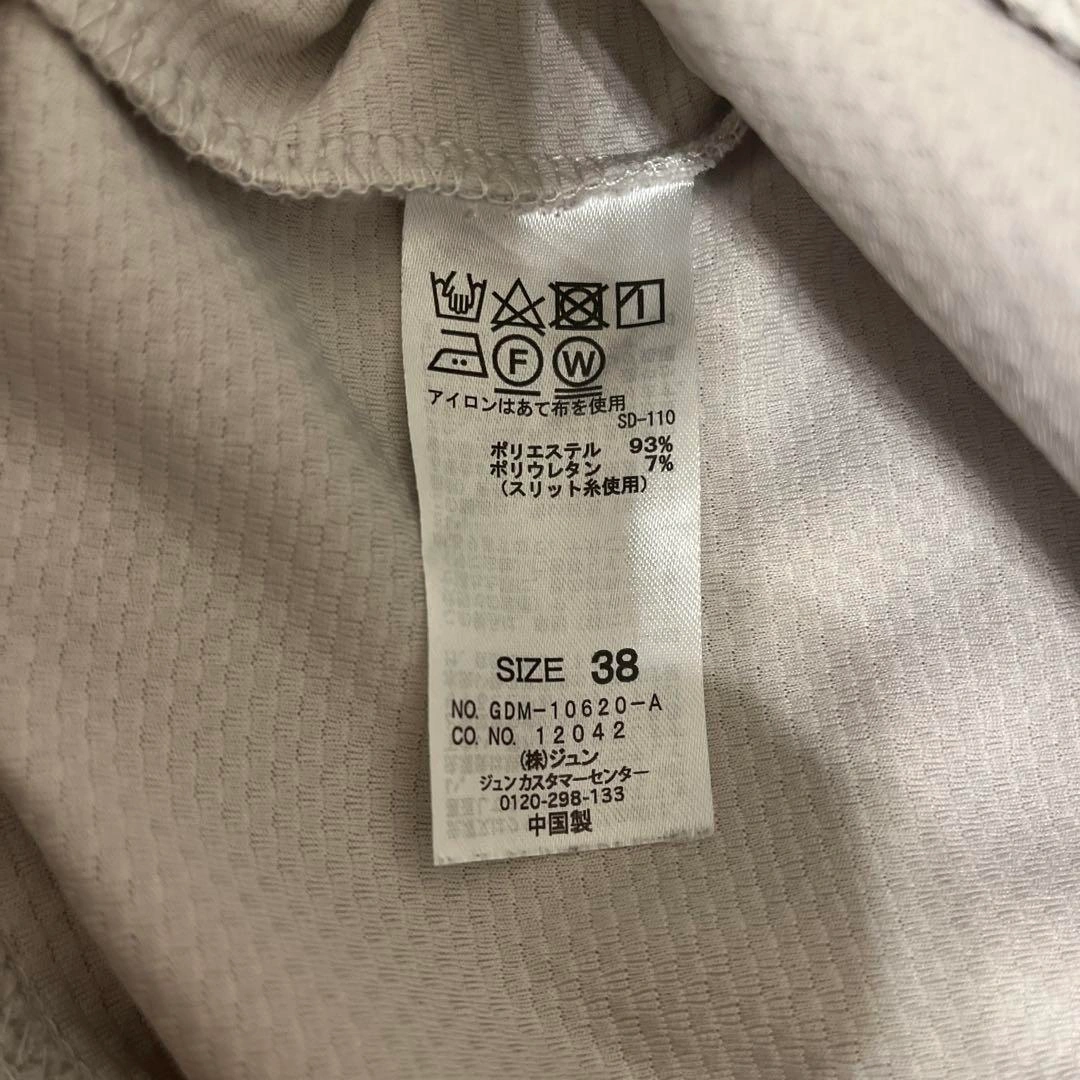 F W
アイロンはあて布を使用
SD-110
ポリエステル 93%
ポリウレタン 7%
(スリット糸使用)
SIZE 38
NO. GDM-10620-A
CO. NO. 12042
(株)ジュン
ジュンカスタマーセンター
0120-298-133
中国製